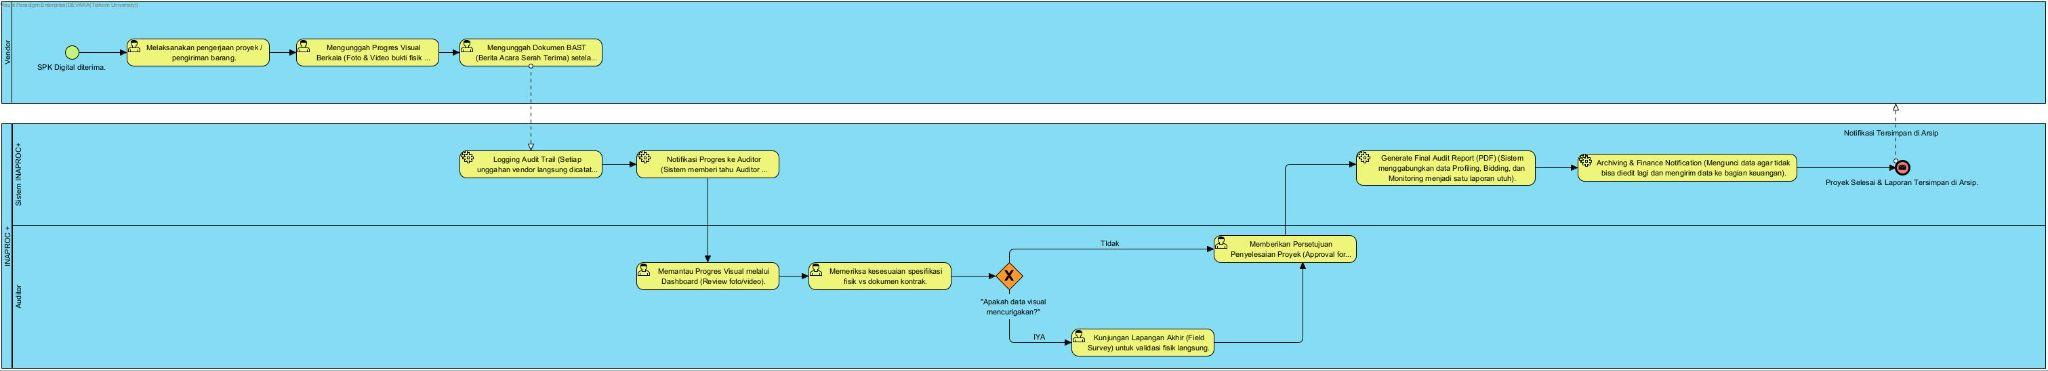 Visual Paradigm Enterprise(DEVARA(Telkom University))
Vendor
SPK Digital diterima.
Melaksanakan pengerjaan proyek /
pengiriman barang.
Mengunggah Progres Visual
Berkala (Foto & Video bukti fisik ...
Mengunggah Dokumen BAST
(Berita Acara Serah Terima) setela...
INAPROC +
Sistem INAPROC+
Logging Audit Trail (Setiap
unggahan vendor langsung dicatat...
Notifikasi Progres ke Auditor
(Sistem memberi tahu Auditor ...
Generate Final Audit Report (PDF) (Sistem
menggabungkan data Profiling, Bidding, dan
Monitoring menjadi satu laporan utuh).
Archiving & Finance Notification (Mengunci data agar tidak
bisa diedit lagi dan mengirim data ke bagian keuangan).
Notifikasi Tersimpan di Arsip
Proyek Selesai & Laporan Tersimpan di Arsip.
Auditor
Memantau Progres Visual melalui
Dashboard (Review foto/video).
Memeriksa kesesuaian spesifikasi
fisik vs dokumen kontrak.
"Apakah data visual
mencurigakan?"
TIdak
Memberikan Persetujuan
Penyelesaian Proyek (Approval for...
IYA
Kunjungan Lapangan Akhir (Field
Survey) untuk validasi fisik langsung.